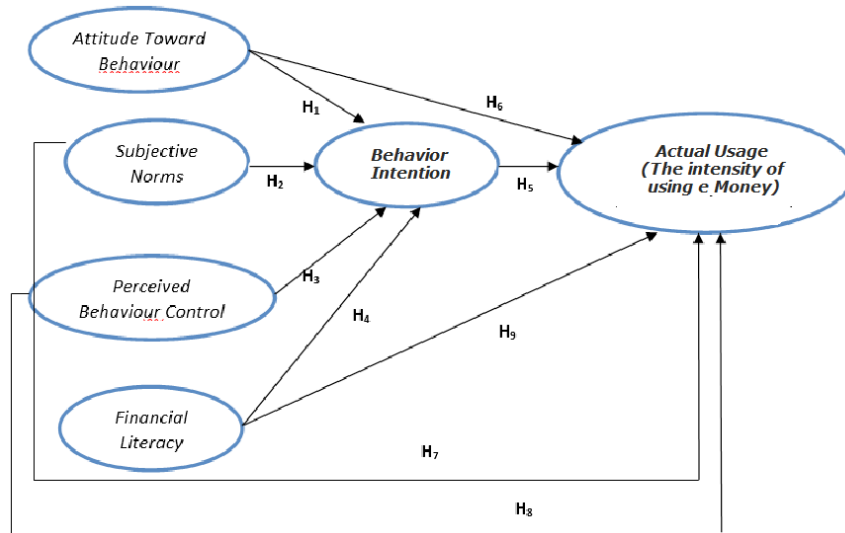 Attitude Toward
Behaviour
H₁
H₆
Subjective
Norms
H₂
Behavior
Intention
H₅
Actual Usage
(The intensity of
using e Money)
Perceived
Behaviour Control
H₃
H₄
H₉
Financial
Literacy
H₇
H₈